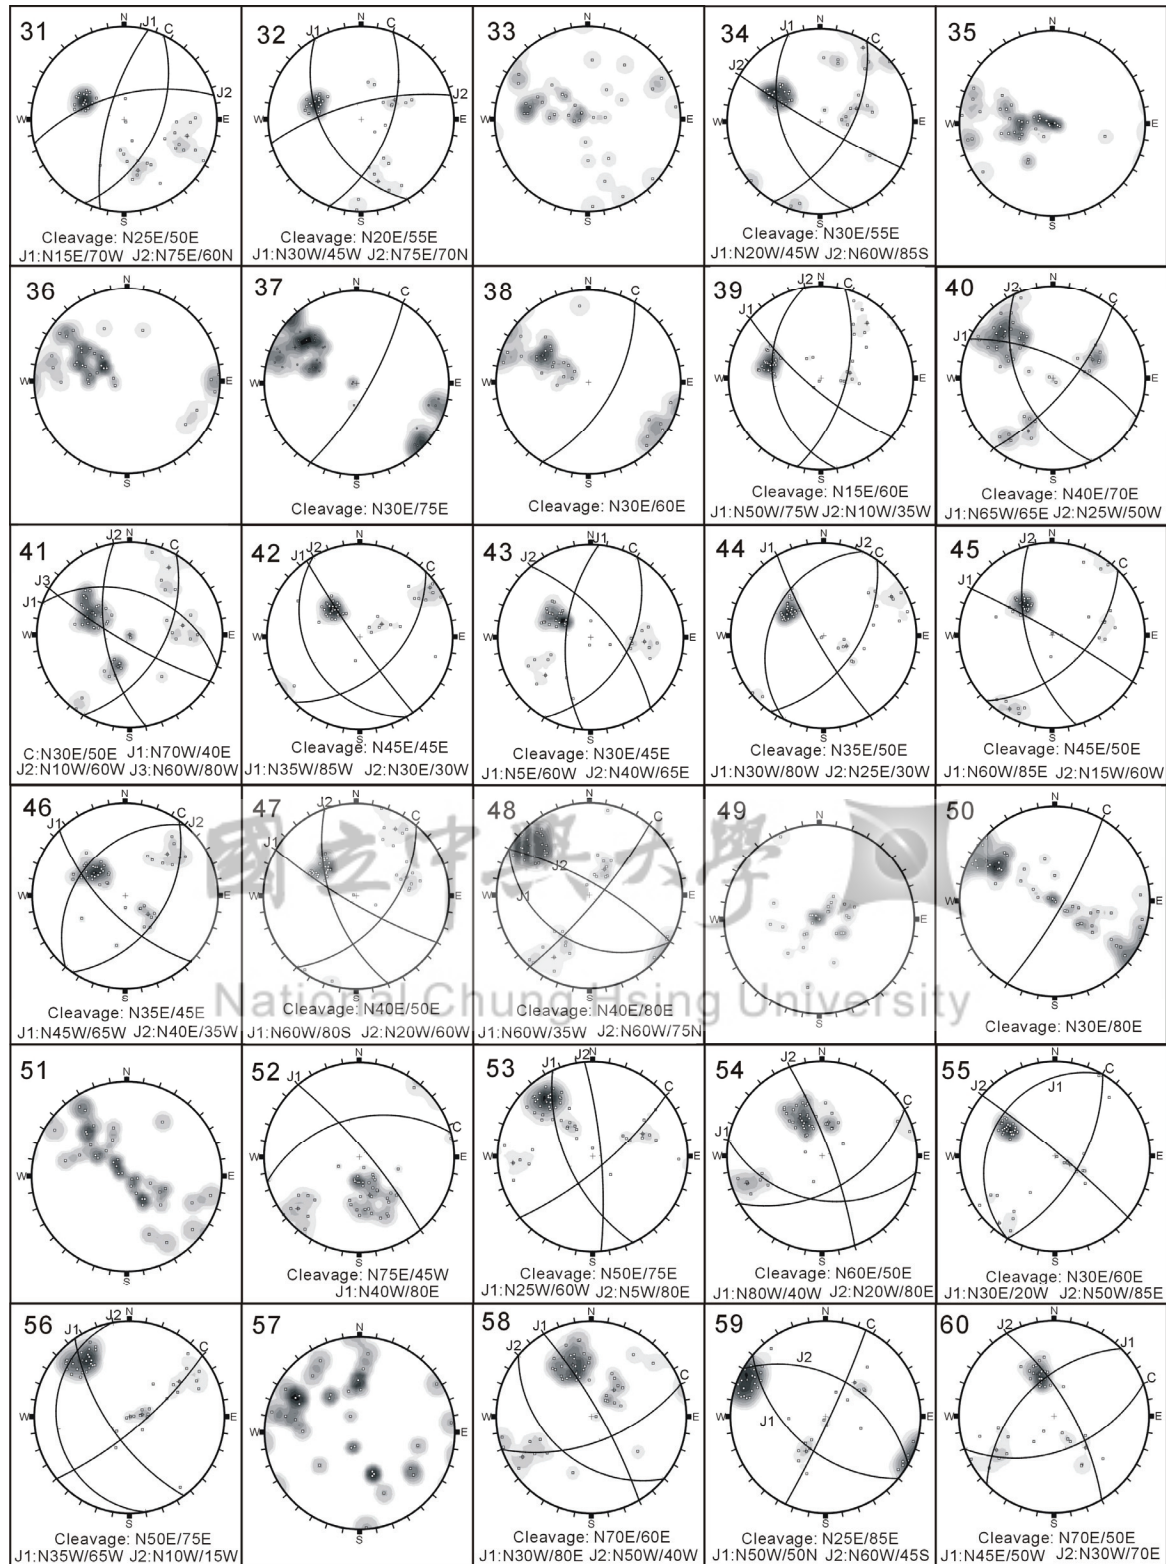 31
N
J1
C
J2
W
E
S
Cleavage: N25E/50E
J1:N15E/70W J2:N75E/60N
32
N
J1
C
J2
W
E
S
Cleavage: N20E/55E
J1:N30W/45W J2:N75E/70N
33
N
W
E
S
34
N
J1
C
J2
W
E
S
Cleavage: N30E/55E
J1:N20W/45W J2:N60W/85S
35
N
W
E
S
36
N
W
E
S
37
N
C
W
E
S
Cleavage: N30E/75E
38
N
C
W
E
S
Cleavage: N30E/60E
39
J2
N
C
J1
W
E
S
Cleavage: N15E/60E
J1:N50W/75W J2:N10W/35W
40
N
J2
C
J1
W
E
S
Cleavage: N40E/70E
J1:N65W/65E J2:N25W/50W
41
J2
N
C
J3
J1
W
E
S
C:N30E/50E J1:N70W/40E
J2:N10W/60W J3:N60W/80W
42
N
J1
J2
C
W
E
S
Cleavage: N45E/45E
J1:N35W/85W J2:N30E/30W
43
N
J1
J2
C
W
E
S
Cleavage: N30E/45E
J1:N5E/60W J2:N40W/65E
44
N
J1
J2
C
W
E
S
Cleavage: N35E/50E
J1:N30W/80W J2:N25E/30W
45
N
J2
C
J1
W
E
S
Cleavage: N45E/50E
J1:N60W/85E J2:N15W/60W
46
N
J1
C
J2
W
E
S
Cleavage: N35E/45E
J1:N45W/65W J2:N40E/35W
47
N
J2
C
J1
W
E
S
Cleavage: N40E/50E
J1:N60W/80S J2:N20W/60W
48
N
C
J2
J1
W
E
S
Cleavage: N40E/80E
J1:N60W/35W J2:N60W/75N
49
N
W
E
S
50
N
C
W
E
S
Cleavage: N30E/80E
國立中興大學
National Chung Hsing University
51
N
W
E
S
52
N
J1
C
W
E
S
Cleavage: N75E/45W
J1:N40W/80E
53
J1
J2
N
C
W
E
S
Cleavage: N50E/75E
J1:N25W/60W J2:N5W/80E
54
J2
N
C
J1
W
E
S
Cleavage: N60E/50E
J1:N80W/40W J2:N20W/80E
55
N
C
J1
J2
W
E
S
Cleavage: N30E/60E
J1:N30E/20W J2:N50W/85E
56
J2
N
J1
C
W
E
S
Cleavage: N50E/75E
J1:N35W/65W J2:N10W/15W
57
N
W
E
S
58
N
J1
J2
C
W
E
S
Cleavage: N70E/60E
J1:N30W/80E J2:N50W/40W
59
N
C
J2
J1
W
E
S
Cleavage: N25E/85E
J1:N50W/50N J2:N60W/45S
60
J2
N
J1
C
W
E
S
Cleavage: N70E/50E
J1:N45E/50W J2:N30W/70E